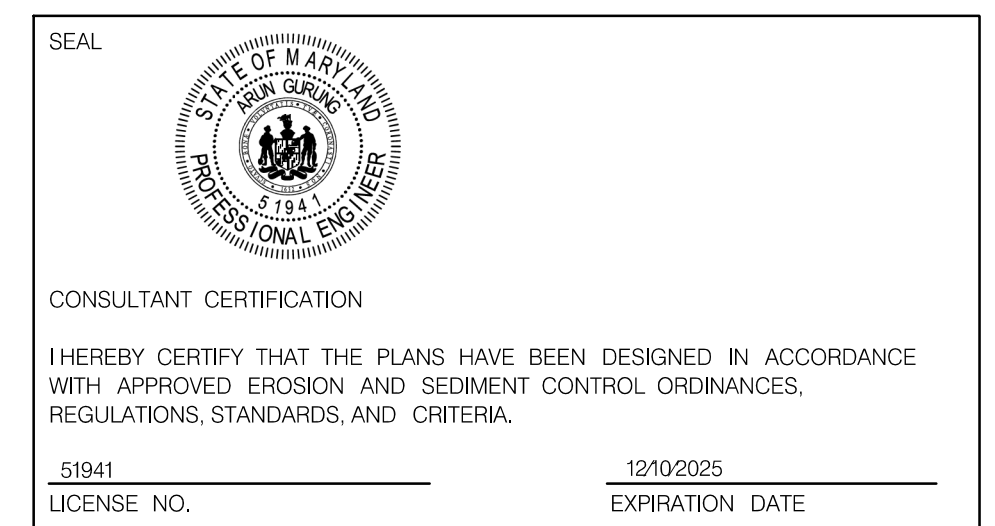 SEAL
STATE OF MARYLAND
ARUN GURUNG
51941
PROFESSIONAL ENGINEER
CONSULTANT CERTIFICATION
I HEREBY CERTIFY THAT THE PLANS HAVE BEEN DESIGNED IN ACCORDANCE
WITH APPROVED EROSION AND SEDIMENT CONTROL ORDINANCES,
REGULATIONS, STANDARDS, AND CRITERIA.
51941 12/10/2025
LICENSE NO. EXPIRATION DATE